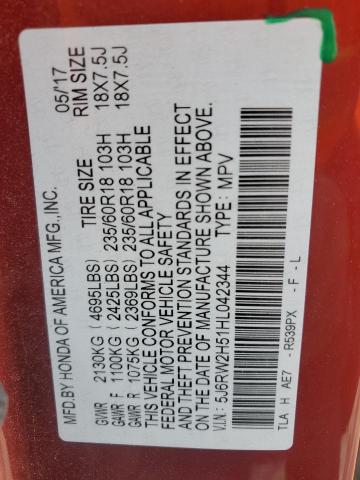 MFD.BY HONDA OF AMERICA MFG., INC. 05/17
TIRE SIZE RIM SIZE
GVWR 2130KG ( 4695LBS) 235/60R18 103H 18X7.5J
GAWR F 1100KG ( 2425LBS) 235/60R18 103H 18X7.5J
GAWR R 1075KG ( 2369LBS)
THIS VEHICLE CONFORMS TO ALL APPLICABLE
FEDERAL MOTOR VEHICLE SAFETY
AND THEFT PREVENTION STANDARDS IN EFFECT
ON THE DATE OF MANUFACTURE SHOWN ABOVE.
V.I.N: 5J6RW2H51HL042344 TYPE: MPV
TLA H AE7 - R539PX - F - L